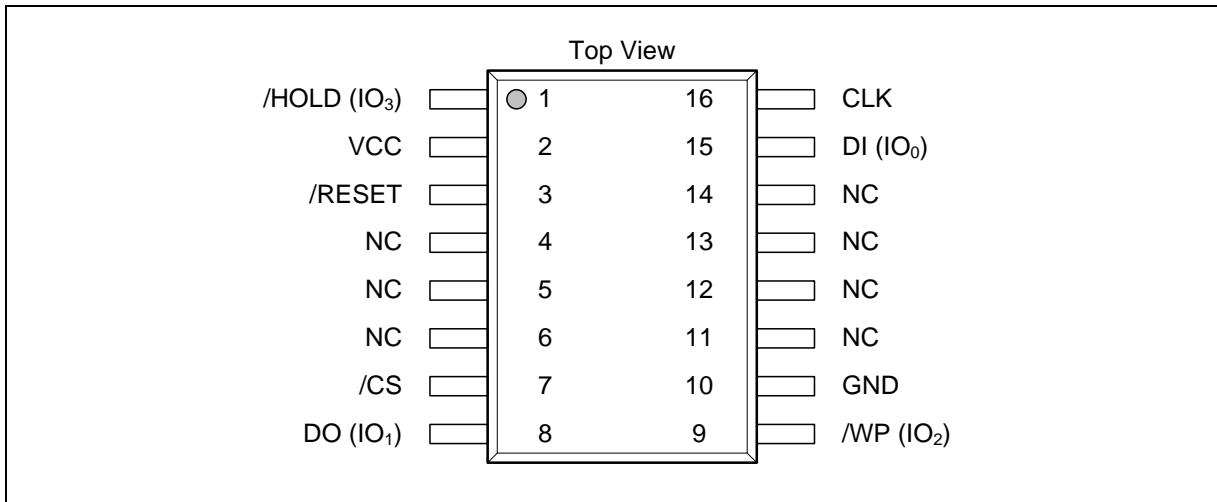 Top View
/HOLD (IO₃) 1 16 CLK
VCC 2 15 DI (IO₀)
/RESET 3 14 NC
NC 4 13 NC
NC 5 12 NC
NC 6 11 NC
/CS 7 10 GND
DO (IO₁) 8 9 /WP (IO₂)